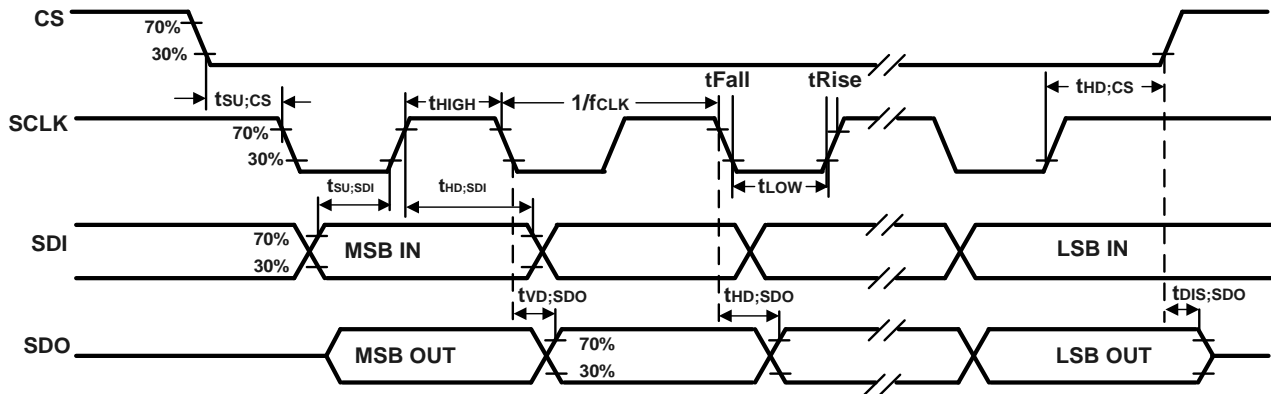 CS
70%
30%
tFall
tRise
tSU;CS
tHIGH
1/fCLK
tHD;CS
SCLK
70%
30%
tSU;SDI
tHD;SDI
tLOW
SDI
70%
30%
MSB IN
LSB IN
tVD;SDO
tHD;SDO
tDIS;SDO
SDO
MSB OUT
70%
30%
LSB OUT